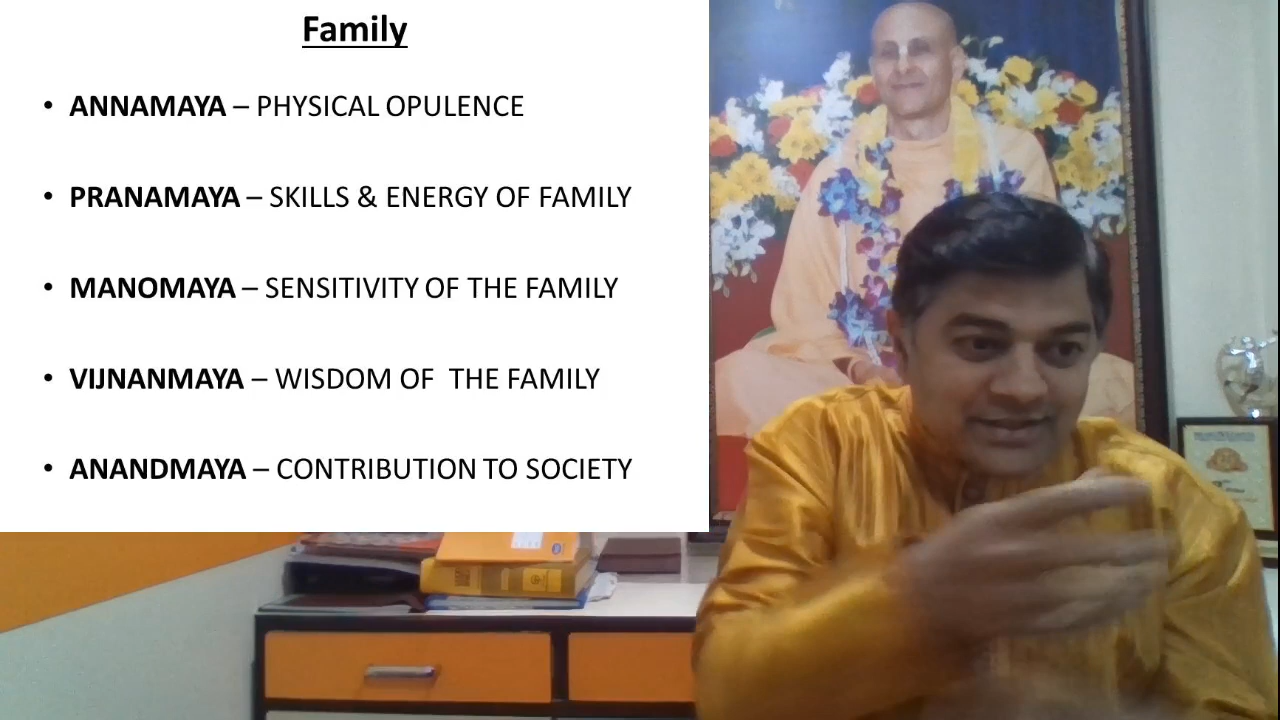 Family
• ANNAMAYA – PHYSICAL OPULENCE
• PRANAMAYA – SKILLS & ENERGY OF FAMILY
• MANOMAYA – SENSITIVITY OF THE FAMILY
• VIJNANMAYA – WISDOM OF  THE FAMILY
• ANANDMAYA – CONTRIBUTION TO SOCIETY